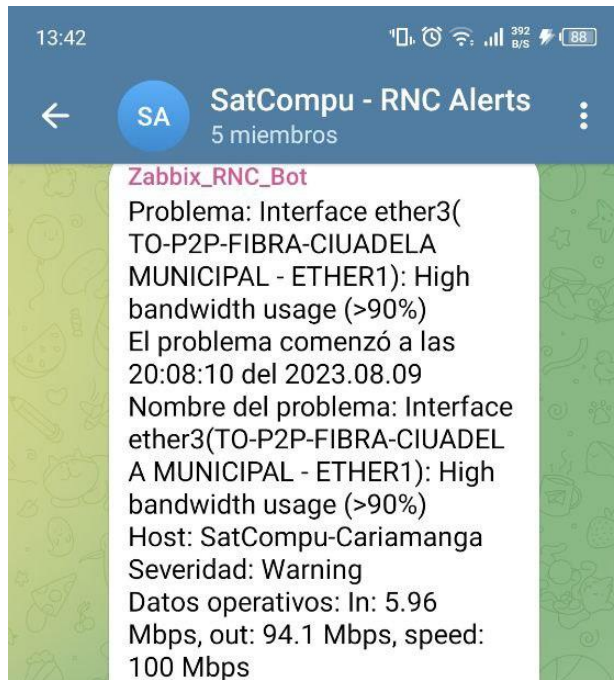 13:42
392 B/S 88
SA SatCompu - RNC Alerts
5 miembros
Zabbix_RNC_Bot
Problema: Interface ether3(
TO-P2P-FIBRA-CIUADELA
MUNICIPAL - ETHER1): High
bandwidth usage (>90%)
El problema comenzó a las
20:08:10 del 2023.08.09
Nombre del problema: Interface
ether3(TO-P2P-FIBRA-CIUADEL
A MUNICIPAL - ETHER1): High
bandwidth usage (>90%)
Host: SatCompu-Cariamanga
Severidad: Warning
Datos operativos: In: 5.96
Mbps, out: 94.1 Mbps, speed:
100 Mbps